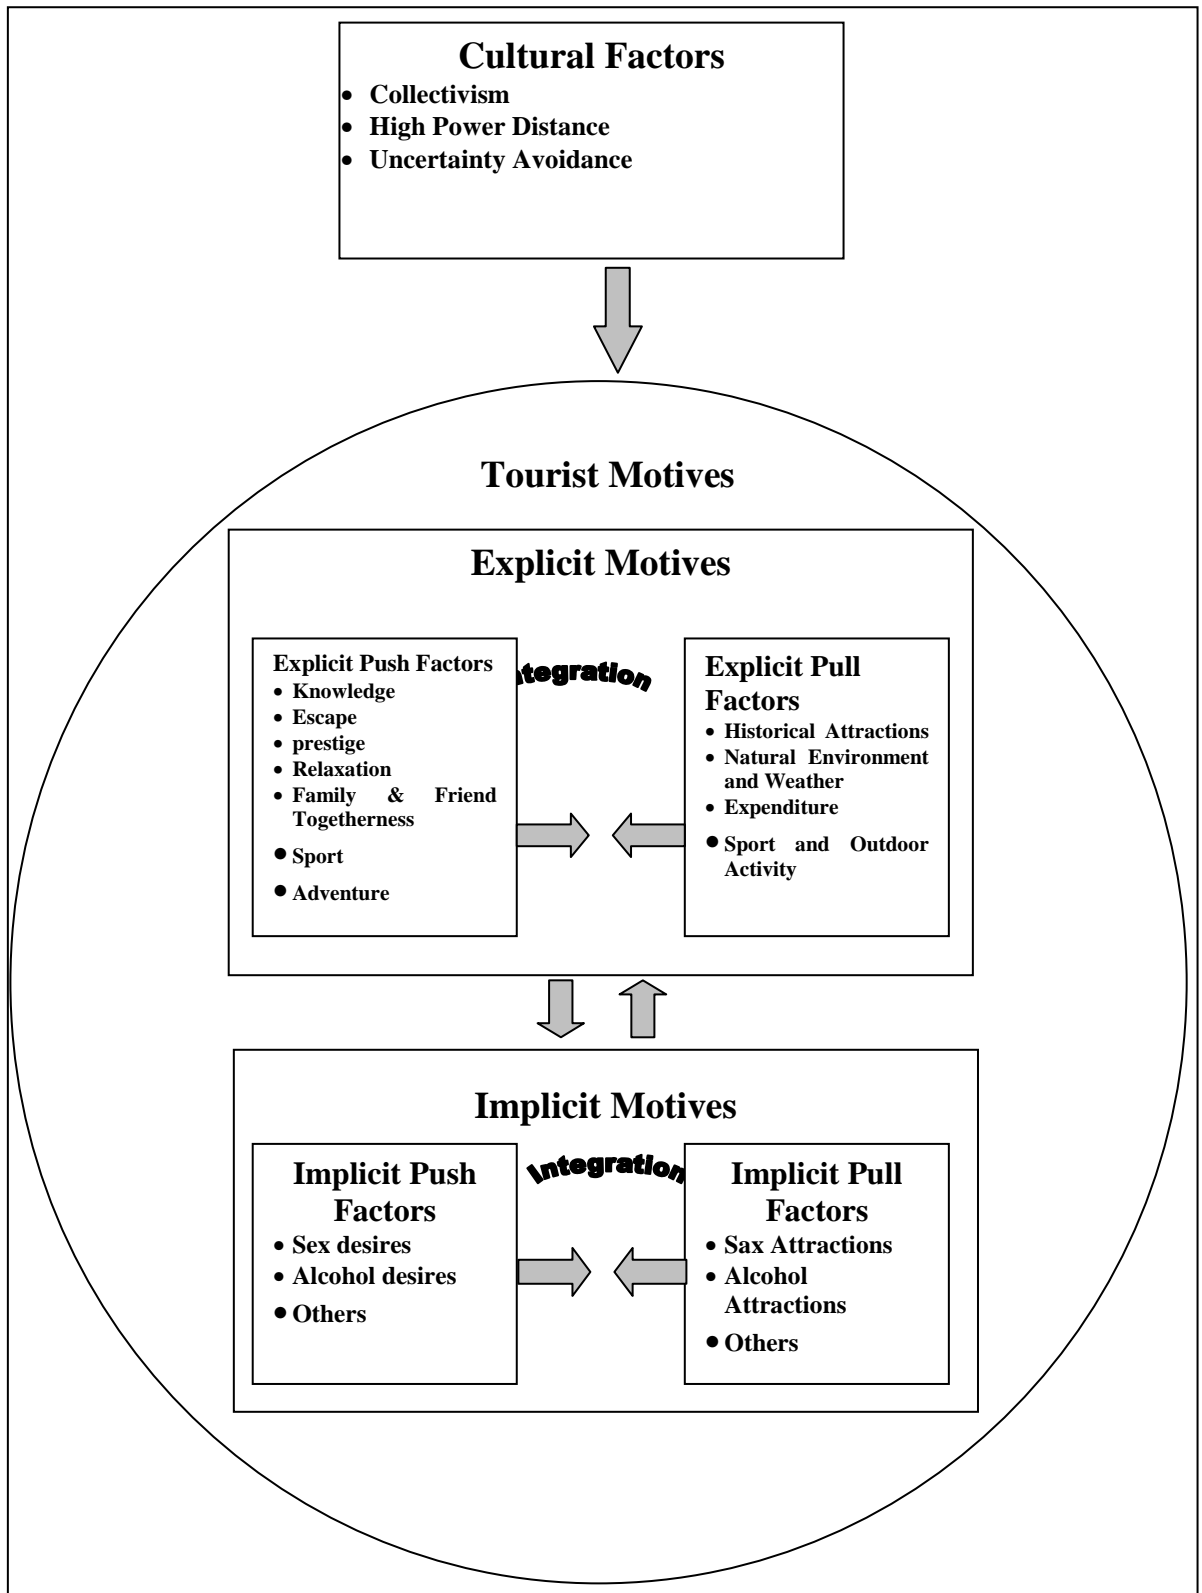 Cultural Factors
• Collectivism
• High Power Distance
• Uncertainty Avoidance
Tourist Motives
Explicit Motives
Explicit Push Factors
• Knowledge
• Escape
• prestige
• Relaxation
• Family & Friend
Togetherness
• Sport
• Adventure
ntegration
Explicit Pull
Factors
• Historical Attractions
• Natural Environment
and Weather
• Expenditure
• Sport and Outdoor
Activity
Implicit Motives
Implicit Push
Factors
• Sex desires
• Alcohol desires
• Others
Integration
Implicit Pull
Factors
• Sax Attractions
• Alcohol
Attractions
• Others